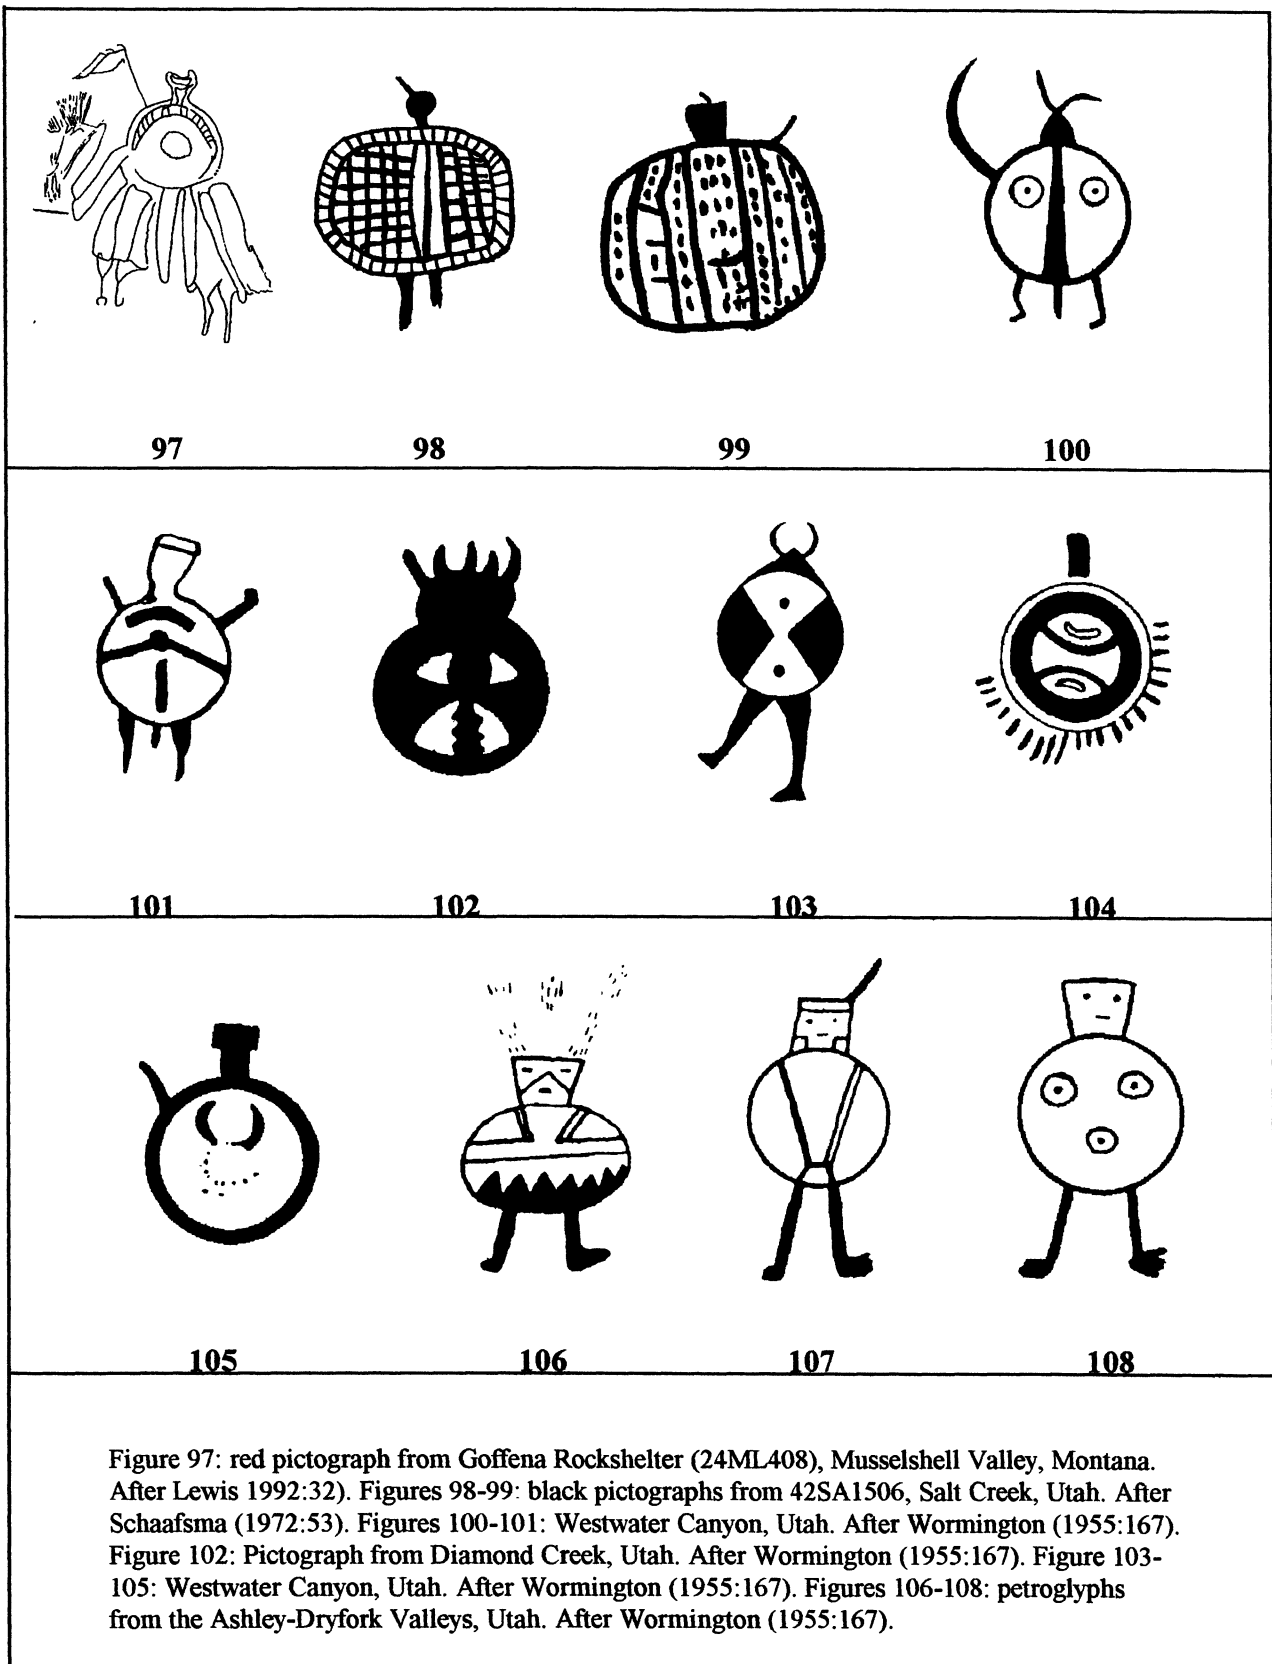 97 98 99 100
101 102 103 104
105 106 107 108
Figure 97: red pictograph from Goffena Rockshelter (24ML408), Musselshell Valley, Montana.
After Lewis 1992:32). Figures 98-99: black pictographs from 42SA1506, Salt Creek, Utah. After
Schaafsma (1972:53). Figures 100-101: Westwater Canyon, Utah. After Wormington (1955:167).
Figure 102: Pictograph from Diamond Creek, Utah. After Wormington (1955:167). Figure 103-
105: Westwater Canyon, Utah. After Wormington (1955:167). Figures 106-108: petroglyphs
from the Ashley-Dryfork Valleys, Utah. After Wormington (1955:167).